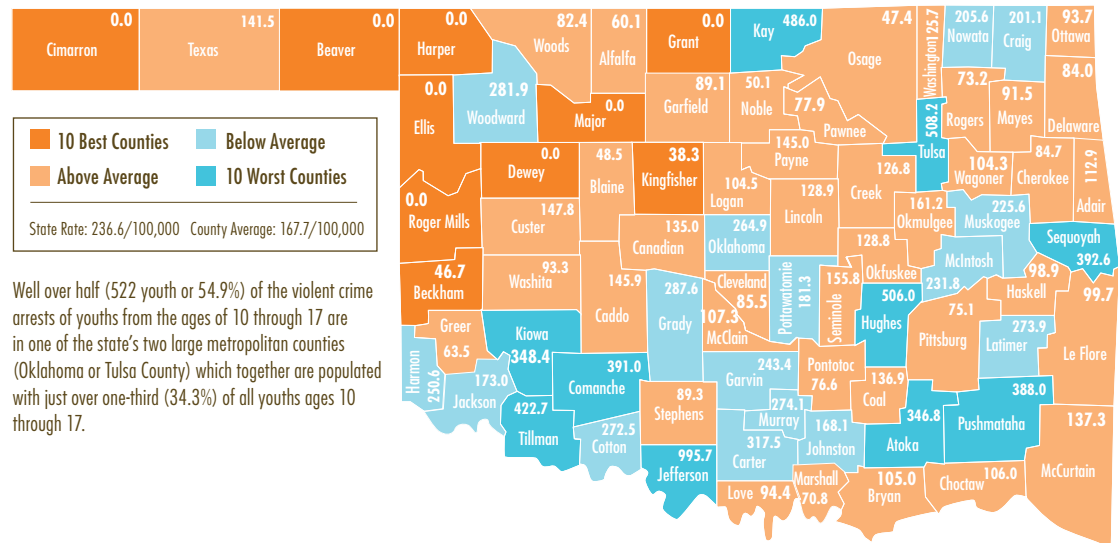 0.0
Cimarron
141.5
Texas
0.0
Beaver
0.0
Harper
82.4
Woods
60.1
Alfalfa
0.0
Grant
486.0
Kay
47.4
Osage
Washington 25.7
205.6
Nowata
201.1
Craig
93.7
Ottawa
0.0
Ellis
281.9
Woodward
0.0
Major
89.1
Garfield
50.1
Noble
77.9
Pawnee
508.2
Tulsa
73.2
Rogers
91.5
Mayes
84.0
Delaware
10 Best Counties
Below Average
Above Average
10 Worst Counties
State Rate: 236.6/100,000 County Average: 167.7/100,000
0.0
Dewey
48.5
Blaine
38.3
Kingfisher
104.5
Logan
145.0
Payne
126.8
Creek
104.3
Wagoner
84.7
Cherokee
112.9
Adair
0.0
Roger Mills
147.8
Custer
135.0
Canadian
264.9
Oklahoma
128.9
Lincoln
161.2
Okmulgee
225.6
Muskogee
Sequoyah
392.6
46.7
Beckham
93.3
Washita
145.9
Caddo
287.6
Grady
Cleveland
85.5
107.3
McClain
Pottawatamie
181.3
155.8
Seminole
128.8
Okfuskee
McIntosh
231.8
98.9
Haskell
99.7
Le Flore
506.0
Hughes
75.1
Pittsburg
273.9
Latimer
Well over half (522 youth or 54.9%) of the violent crime
arrests of youths from the ages of 10 through 17 are
in one of the state's two large metropolitan counties
(Oklahoma or Tulsa County) which together are populated
with just over one-third (34.3%) of all youths ages 10
through 17.
Greer
63.5
Harmon
250.6
173.0
Jackson
Kiowa
348.4
391.0
Comanche
422.7
Tillman
272.5
Cotton
89.3
Stephens
995.7
Jefferson
243.4
Garvin
274.1
Murray
317.5
Carter
Love 94.4
Marshall
70.8
Pontotoc
76.6
168.1
Johnston
136.9
Coal
346.8
Atoka
388.0
Pushmataha
105.0
Bryan
Choctaw 106.0
137.3
McCurtain